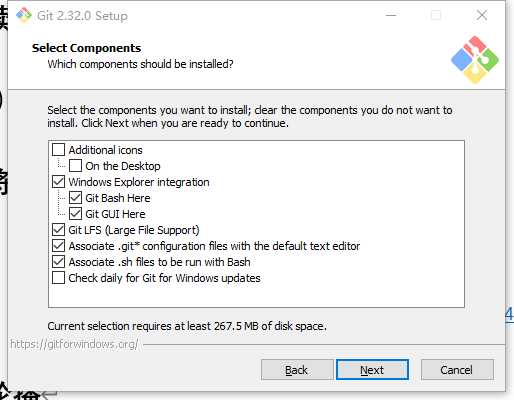 Git 2.32.0 Setup
Select Components
Which components should be installed?
Select the components you want to install; clear the components you do not want to
install. Click Next when you are ready to continue.
Additional icons
On the Desktop
Windows Explorer integration
Git Bash Here
Git GUI Here
Git LFS (Large File Support)
Associate .git* configuration files with the default text editor
Associate .sh files to be run with Bash
Check daily for Git for Windows updates
Current selection requires at least 267.5 MB of disk space.
https://gitforwindows.org/
Back
Next
Cancel
4